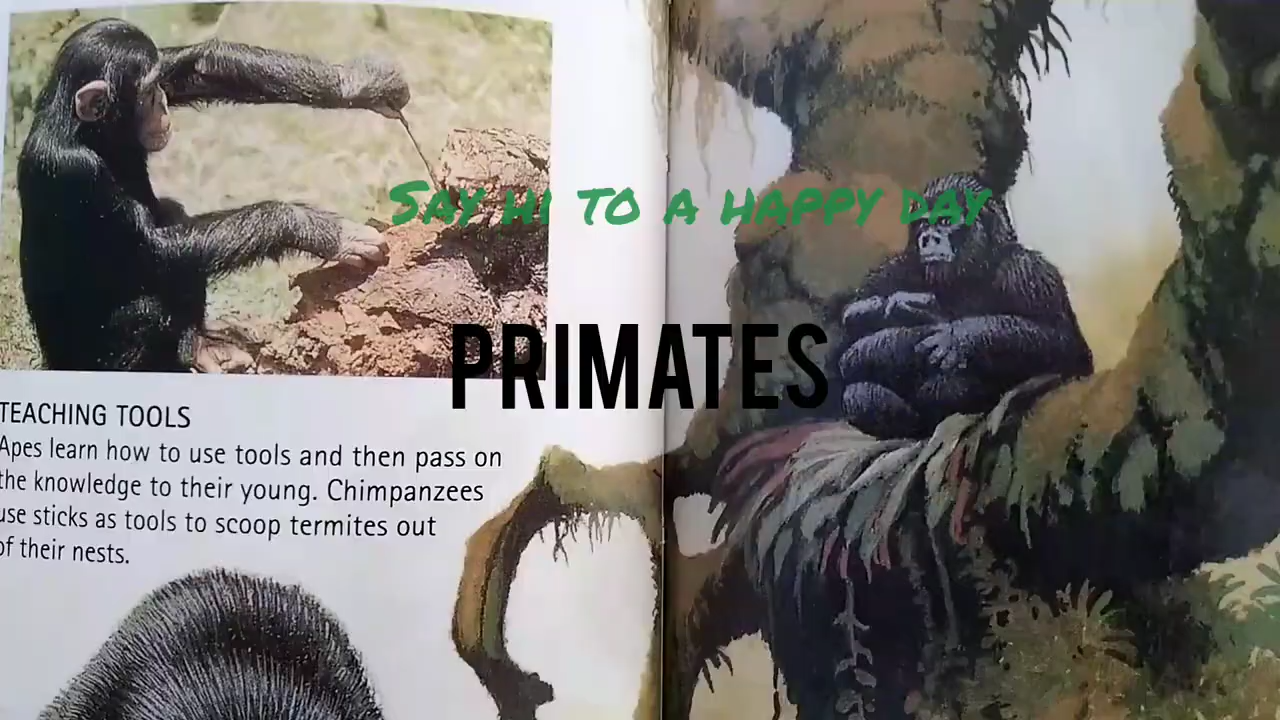 Say hi to a happy day
PRIMATES
TEACHING TOOLS
Apes learn how to use tools and then pass on
the knowledge to their young. Chimpanzees
use sticks as tools to scoop termites out
of their nests.